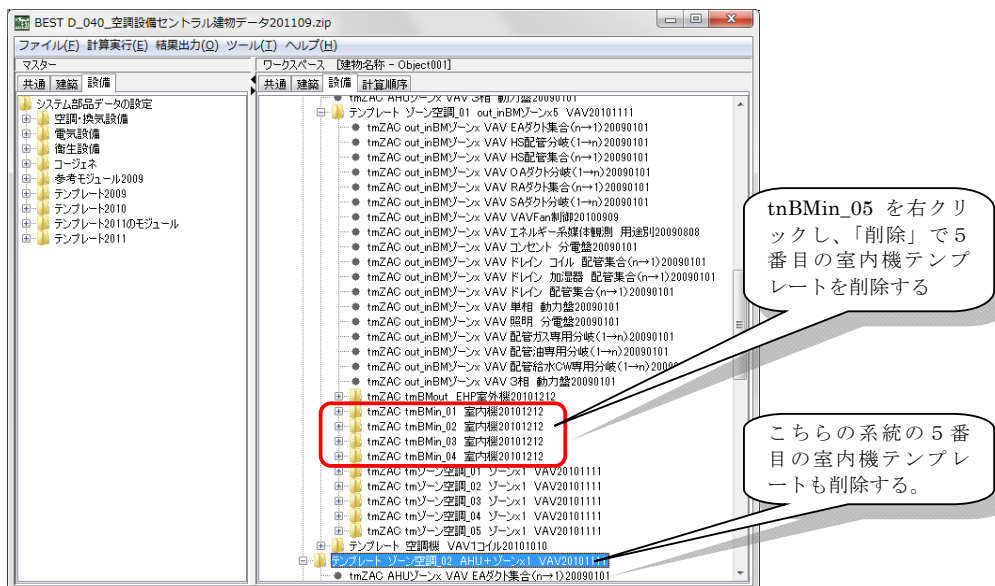 BEST D_040_空調設備セントラル建物データ201109.zip
ファイル(F) 計算実行(E) 結果出力(O) ツール(T) ヘルプ(H)
マスター
共通 建築 設備
システム部品データの設定
空調・換気設備
電気設備
衛生設備
コージェネ
参考モジュール2009
テンプレート2009
テンプレート2010
テンプレート2011のモジュール
テンプレート2011
ワークスペース [建物名称 - Object001]
共通 建築 設備 計算順序
tmZAC AHUゾーンx VAV 3相 動力盤20090101
テンプレート ゾーン空調_01 out_inBMゾーンx5 VAV20101111
tmZAC out_inBMゾーンx VAV EAダクト集合(n→1)20090101
tmZAC out_inBMゾーンx VAV HS配管分岐(1→n)20090101
tmZAC out_inBMゾーンx VAV HS配管集合(n→1)20090101
tmZAC out_inBMゾーンx VAV OAダクト分岐(1→n)20090101
tmZAC out_inBMゾーンx VAV RAダクト集合(n→1)20090101
tmZAC out_inBMゾーンx VAV SAダクト分岐(1→n)20090101
tmZAC out_inBMゾーンx VAV VAVFan制御20100909
tmZAC out_inBMゾーンx VAV エネルギー系媒体観測 用途別20090808
tmZAC out_inBMゾーンx VAV コンセント 分電盤20090101
tmZAC out_inBMゾーンx VAV ドレイン コイル 配管集合(n→1)20090101
tmZAC out_inBMゾーンx VAV ドレイン 加湿器 配管集合(n→1)20090101
tmZAC out_inBMゾーンx VAV ドレイン 配管集合(n→1)20090101
tmZAC out_inBMゾーンx VAV 単相 動力盤20090101
tmZAC out_inBMゾーンx VAV 照明 分電盤20090101
tmZAC out_inBMゾーンx VAV 配管ガス専用分岐(1→n)20090101
tmZAC out_inBMゾーンx VAV 配管油専用分岐(1→n)20090101
tmZAC out_inBMゾーンx VAV 配管給水CW専用分岐(1→n)2009
tmZAC out_inBMゾーンx VAV 3相 動力盤20090101
tmZAC tmBMout EHP室外機20101212
tmZAC tmBMin_01 室内機20101212
tmZAC tmBMin_02 室内機20101212
tmZAC tmBMin_03 室内機20101212
tmZAC tmBMin_04 室内機20101212
tmZAC tmゾーン空調_01 ゾーンx1 VAV20101111
tmZAC tmゾーン空調_02 ゾーンx1 VAV20101111
tmZAC tmゾーン空調_03 ゾーンx1 VAV20101111
tmZAC tmゾーン空調_04 ゾーンx1 VAV20101111
tmZAC tmゾーン空調_05 ゾーンx1 VAV20101111
テンプレート 空調機 VAV1コイル20101010
テンプレート ゾーン空調_02 AHU+ゾーンx1 VAV20101111
tmZAC AHUゾーンx VAV EAダクト集合(n→1)20090101
tnBMin_05 を右クリ
ックし、「削除」で５
番目の室内機テンプ
レートを削除する
こちらの系統の５番
目の室内機テンプレ
ートも削除する。